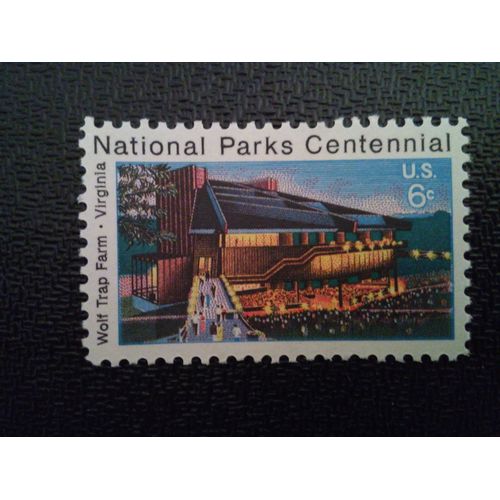 National Parks Centennial
Wolf Trap Farm · Virginia
U.S.
6c